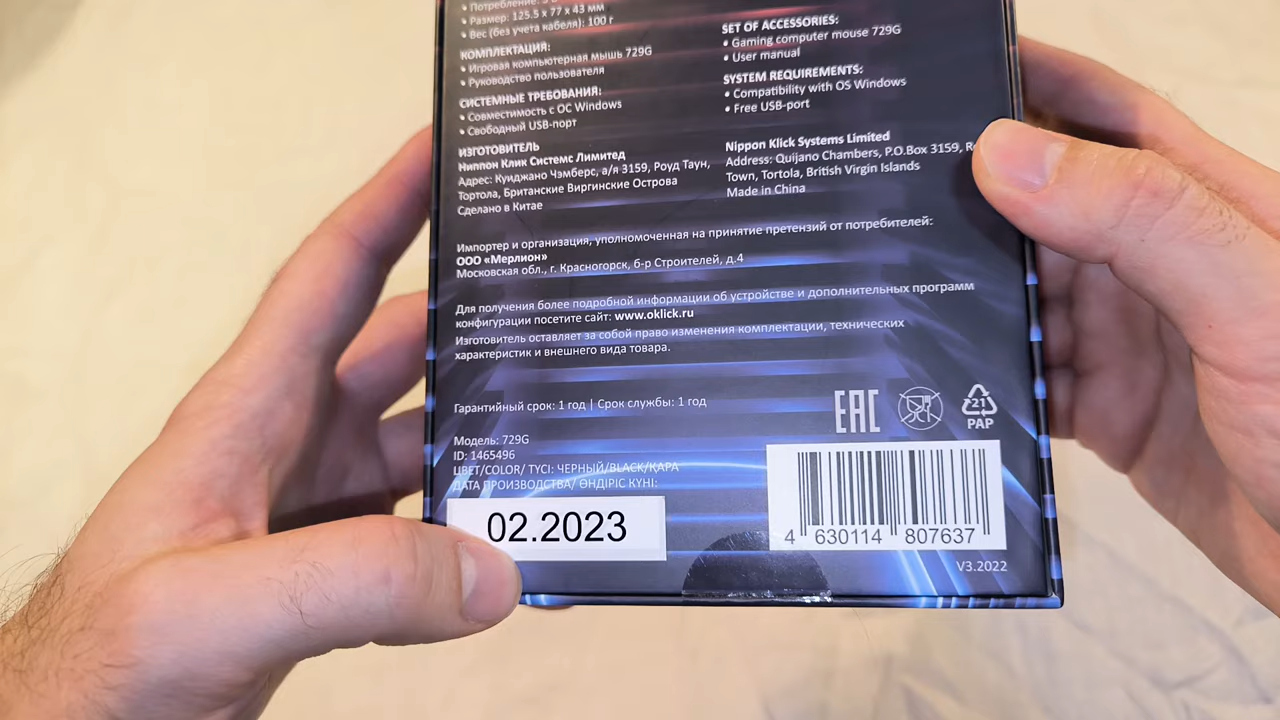 • Потребление: 5 В
• Размер: 125.5 x 77 x 43 мм
• Вес (без учета кабеля): 100 г
КОМПЛЕКТАЦИЯ:
• Игровая компьютерная мышь 729G
• Руководство пользователя
СИСТЕМНЫЕ ТРЕБОВАНИЯ:
• Совместимость с ОС Windows
• Свободный USB-порт
ИЗГОТОВИТЕЛЬ
Ниппон Клик Системс Лимитед
Адрес: Куиджано Чэмберс, а/я 3159, Роуд Таун,
Тортола, Британские Виргинские Острова
Сделано в Китае
SET OF ACCESSORIES:
• Gaming computer mouse 729G
• User manual
SYSTEM REQUIREMENTS:
• Compatibility with OS Windows
• Free USB-port
Nippon Klick Systems Limited
Address: Quijano Chambers, P.O.Box 3159,
Town, Tortola, British Virgin Islands
Made in China
Импортер и организация, уполномоченная на принятие претензий от потребителей:
ООО «Мерлион»
Московская обл., г. Красногорск, б-р Строителей, д.4
Для получения более подробной информации об устройстве и дополнительных программ
конфигурации посетите сайт: www.oklick.ru
Изготовитель оставляет за собой право изменения комплектации, технических
характеристик и внешнего вида товара.
Гарантийный срок: 1 год | Срок службы: 1 год
EAC
21
PAP
Модель: 729G
ID: 1465496
ЦВЕТ/COLOR/ ТҮСІ: ЧЕРНЫЙ/BLACK/ҚАРА
ДАТА ПРОИЗВОДСТВА/ ӨНДІРІС КҮНІ:
02.2023
4 630114 807637
V3.2022